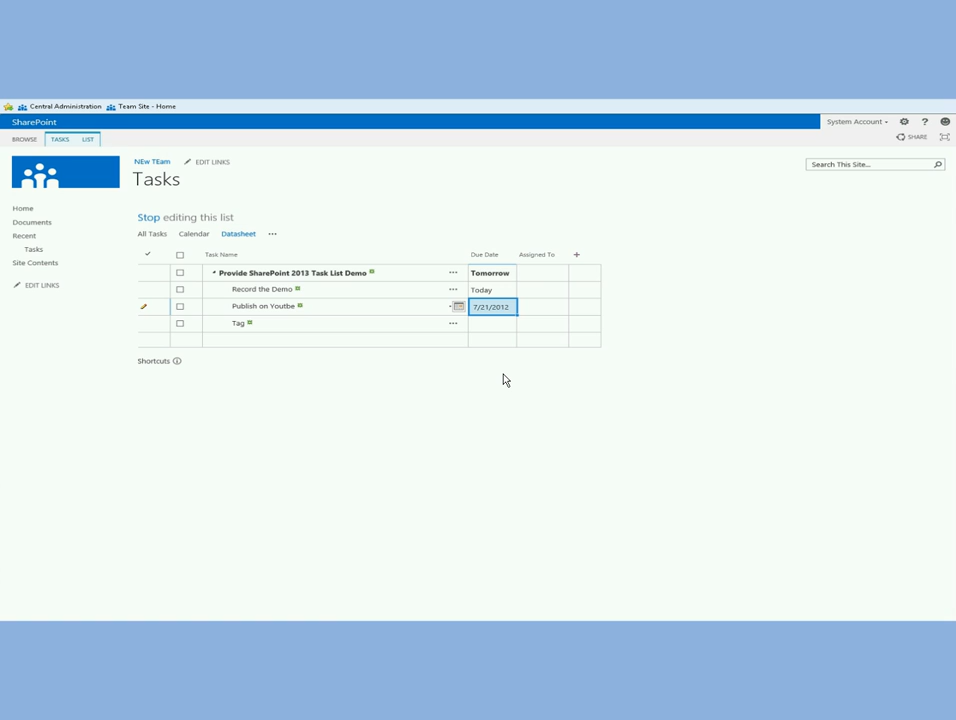 Central Administration Team Site - Home
SharePoint System Account
BROWSE TASKS LIST SHARE
NEw TEam EDIT LINKS
Search This Site...
Tasks
Home
Documents
Recent
Tasks
Site Contents
EDIT LINKS
Stop editing this list
All Tasks Calendar Datasheet ...
Task Name Due Date Assigned To +
Provide SharePoint 2013 Task List Demo ... Tomorrow
Record the Demo ... Today
Publish on Youtbe 7/21/2012
Tag ...
Shortcuts